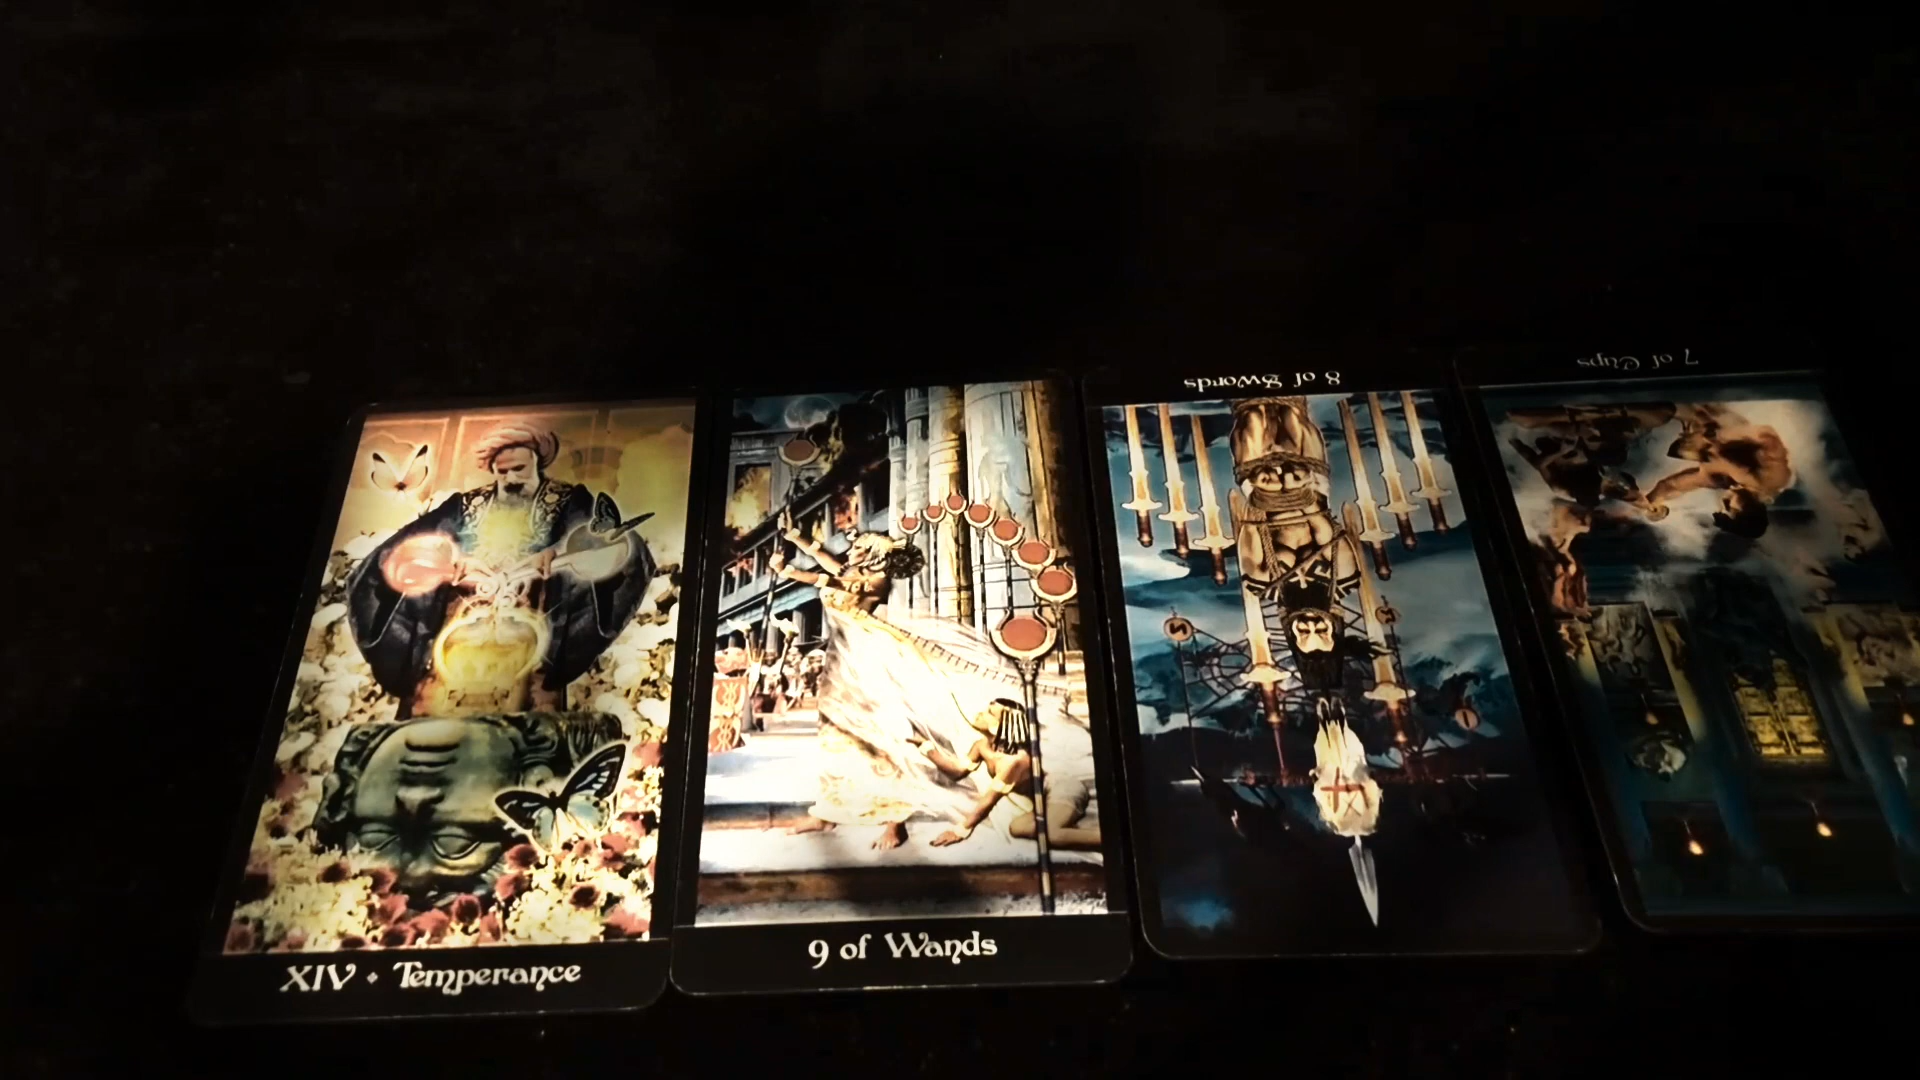 XIV • Temperance
9 of Wands
8 of Swords
7 of Cups